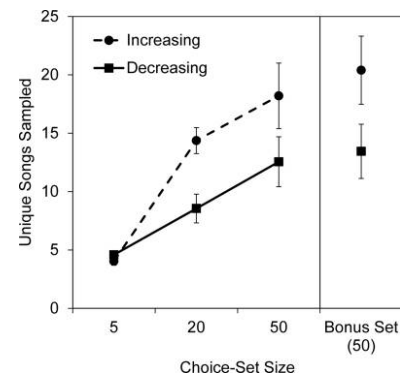 25
20
15
10
5
0
Unique Songs Sampled
Increasing
Decreasing
5 20 50 Bonus Set
(50)
Choice-Set Size